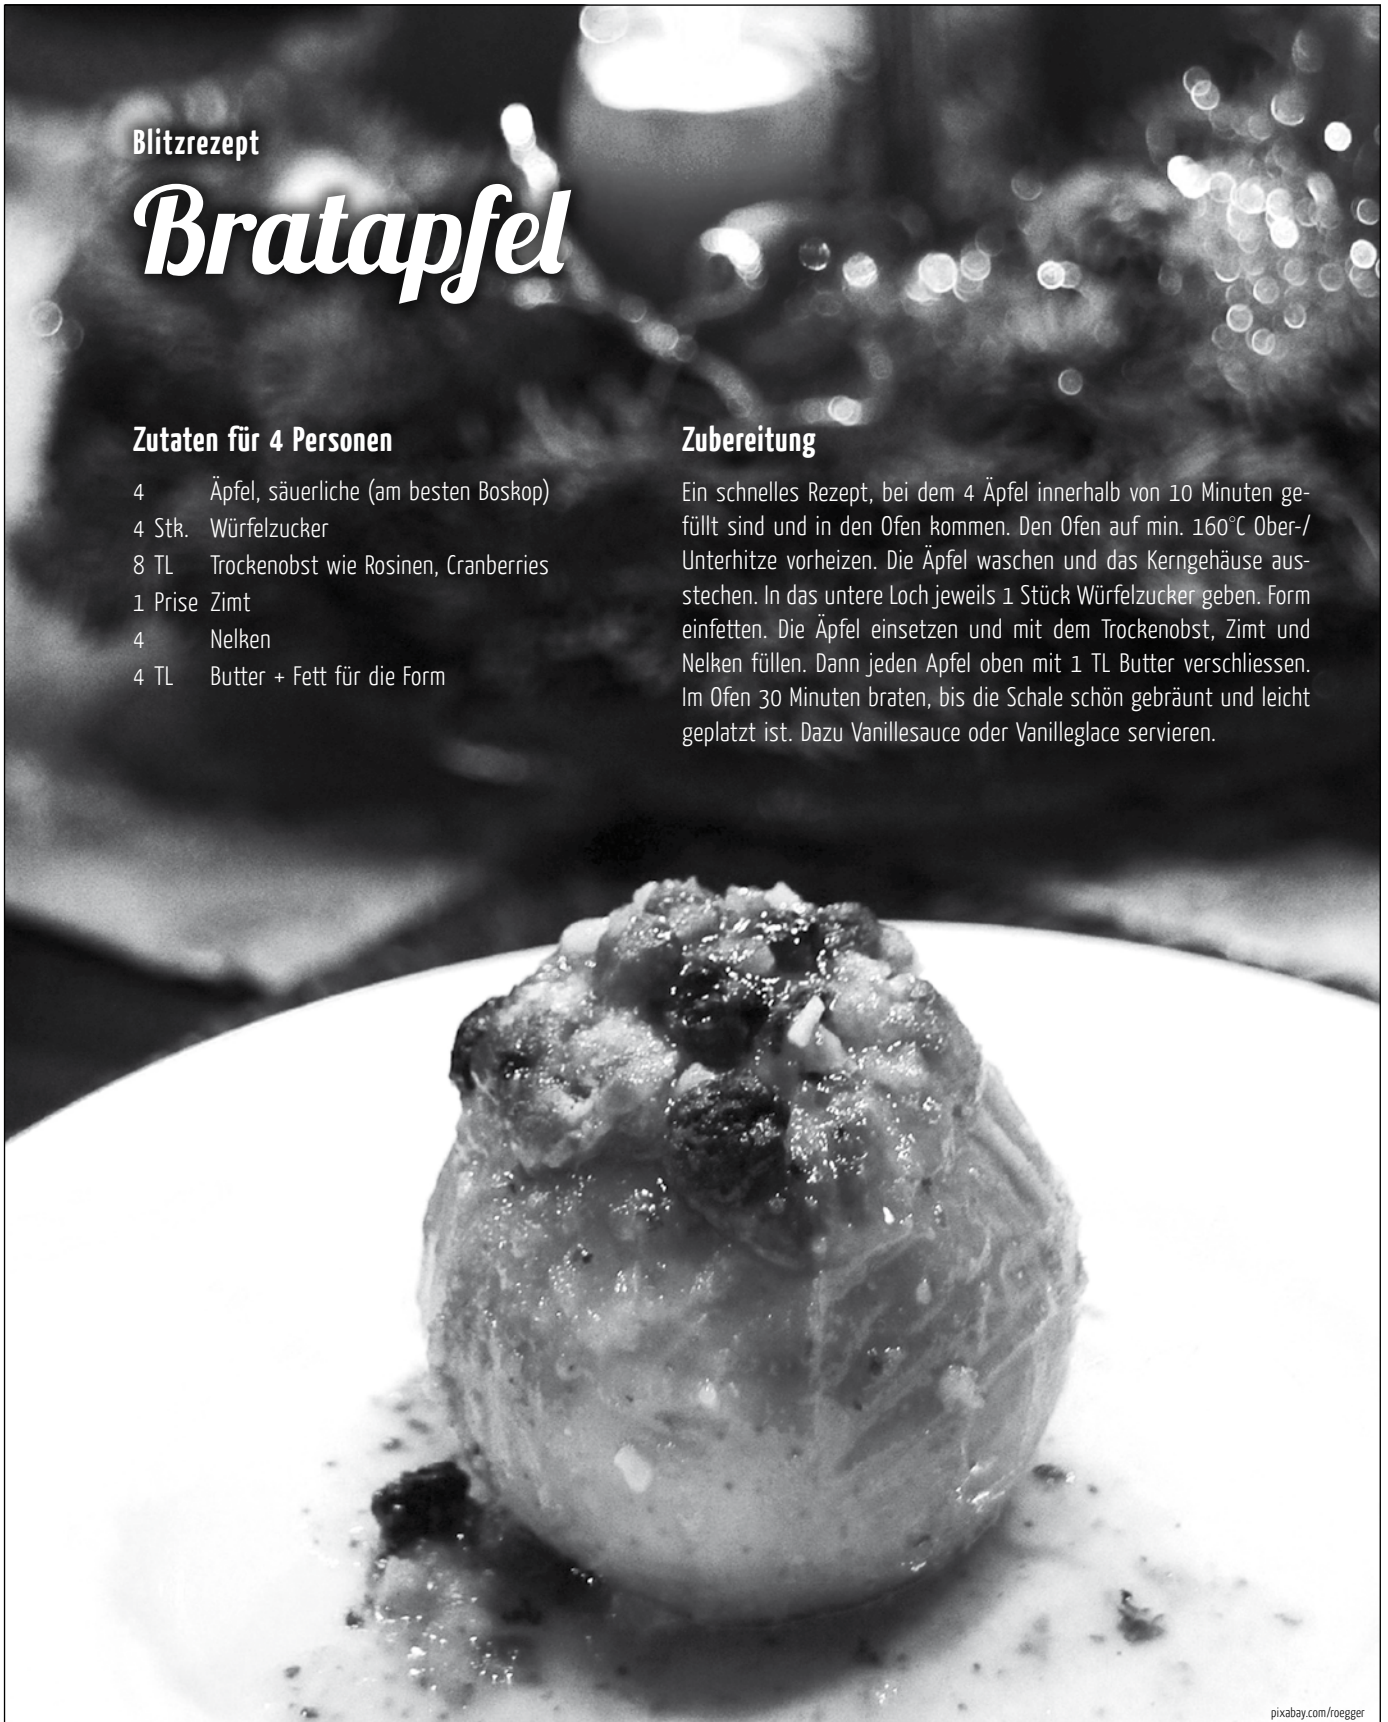 Blitzrezept
Bratapfel
Zutaten für 4 Personen
4 Äpfel, säuerliche (am besten Boskop)
4 Stk. Würfelzucker
8 TL Trockenobst wie Rosinen, Cranberries
1 Prise Zimt
4 Nelken
4 TL Butter + Fett für die Form
Zubereitung
Ein schnelles Rezept, bei dem 4 Äpfel innerhalb von 10 Minuten ge-
füllt sind und in den Ofen kommen. Den Ofen auf min. 160°C Ober-/
Unterhitze vorheizen. Die Äpfel waschen und das Kerngehäuse aus-
stechen. In das untere Loch jeweils 1 Stück Würfelzucker geben. Form
einfetten. Die Äpfel einsetzen und mit dem Trockenobst, Zimt und
Nelken füllen. Dann jeden Apfel oben mit 1 TL Butter verschliessen.
Im Ofen 30 Minuten braten, bis die Schale schön gebräunt und leicht
geplatzt ist. Dazu Vanillesauce oder Vanilleglace servieren.
pixabay.com/roegger